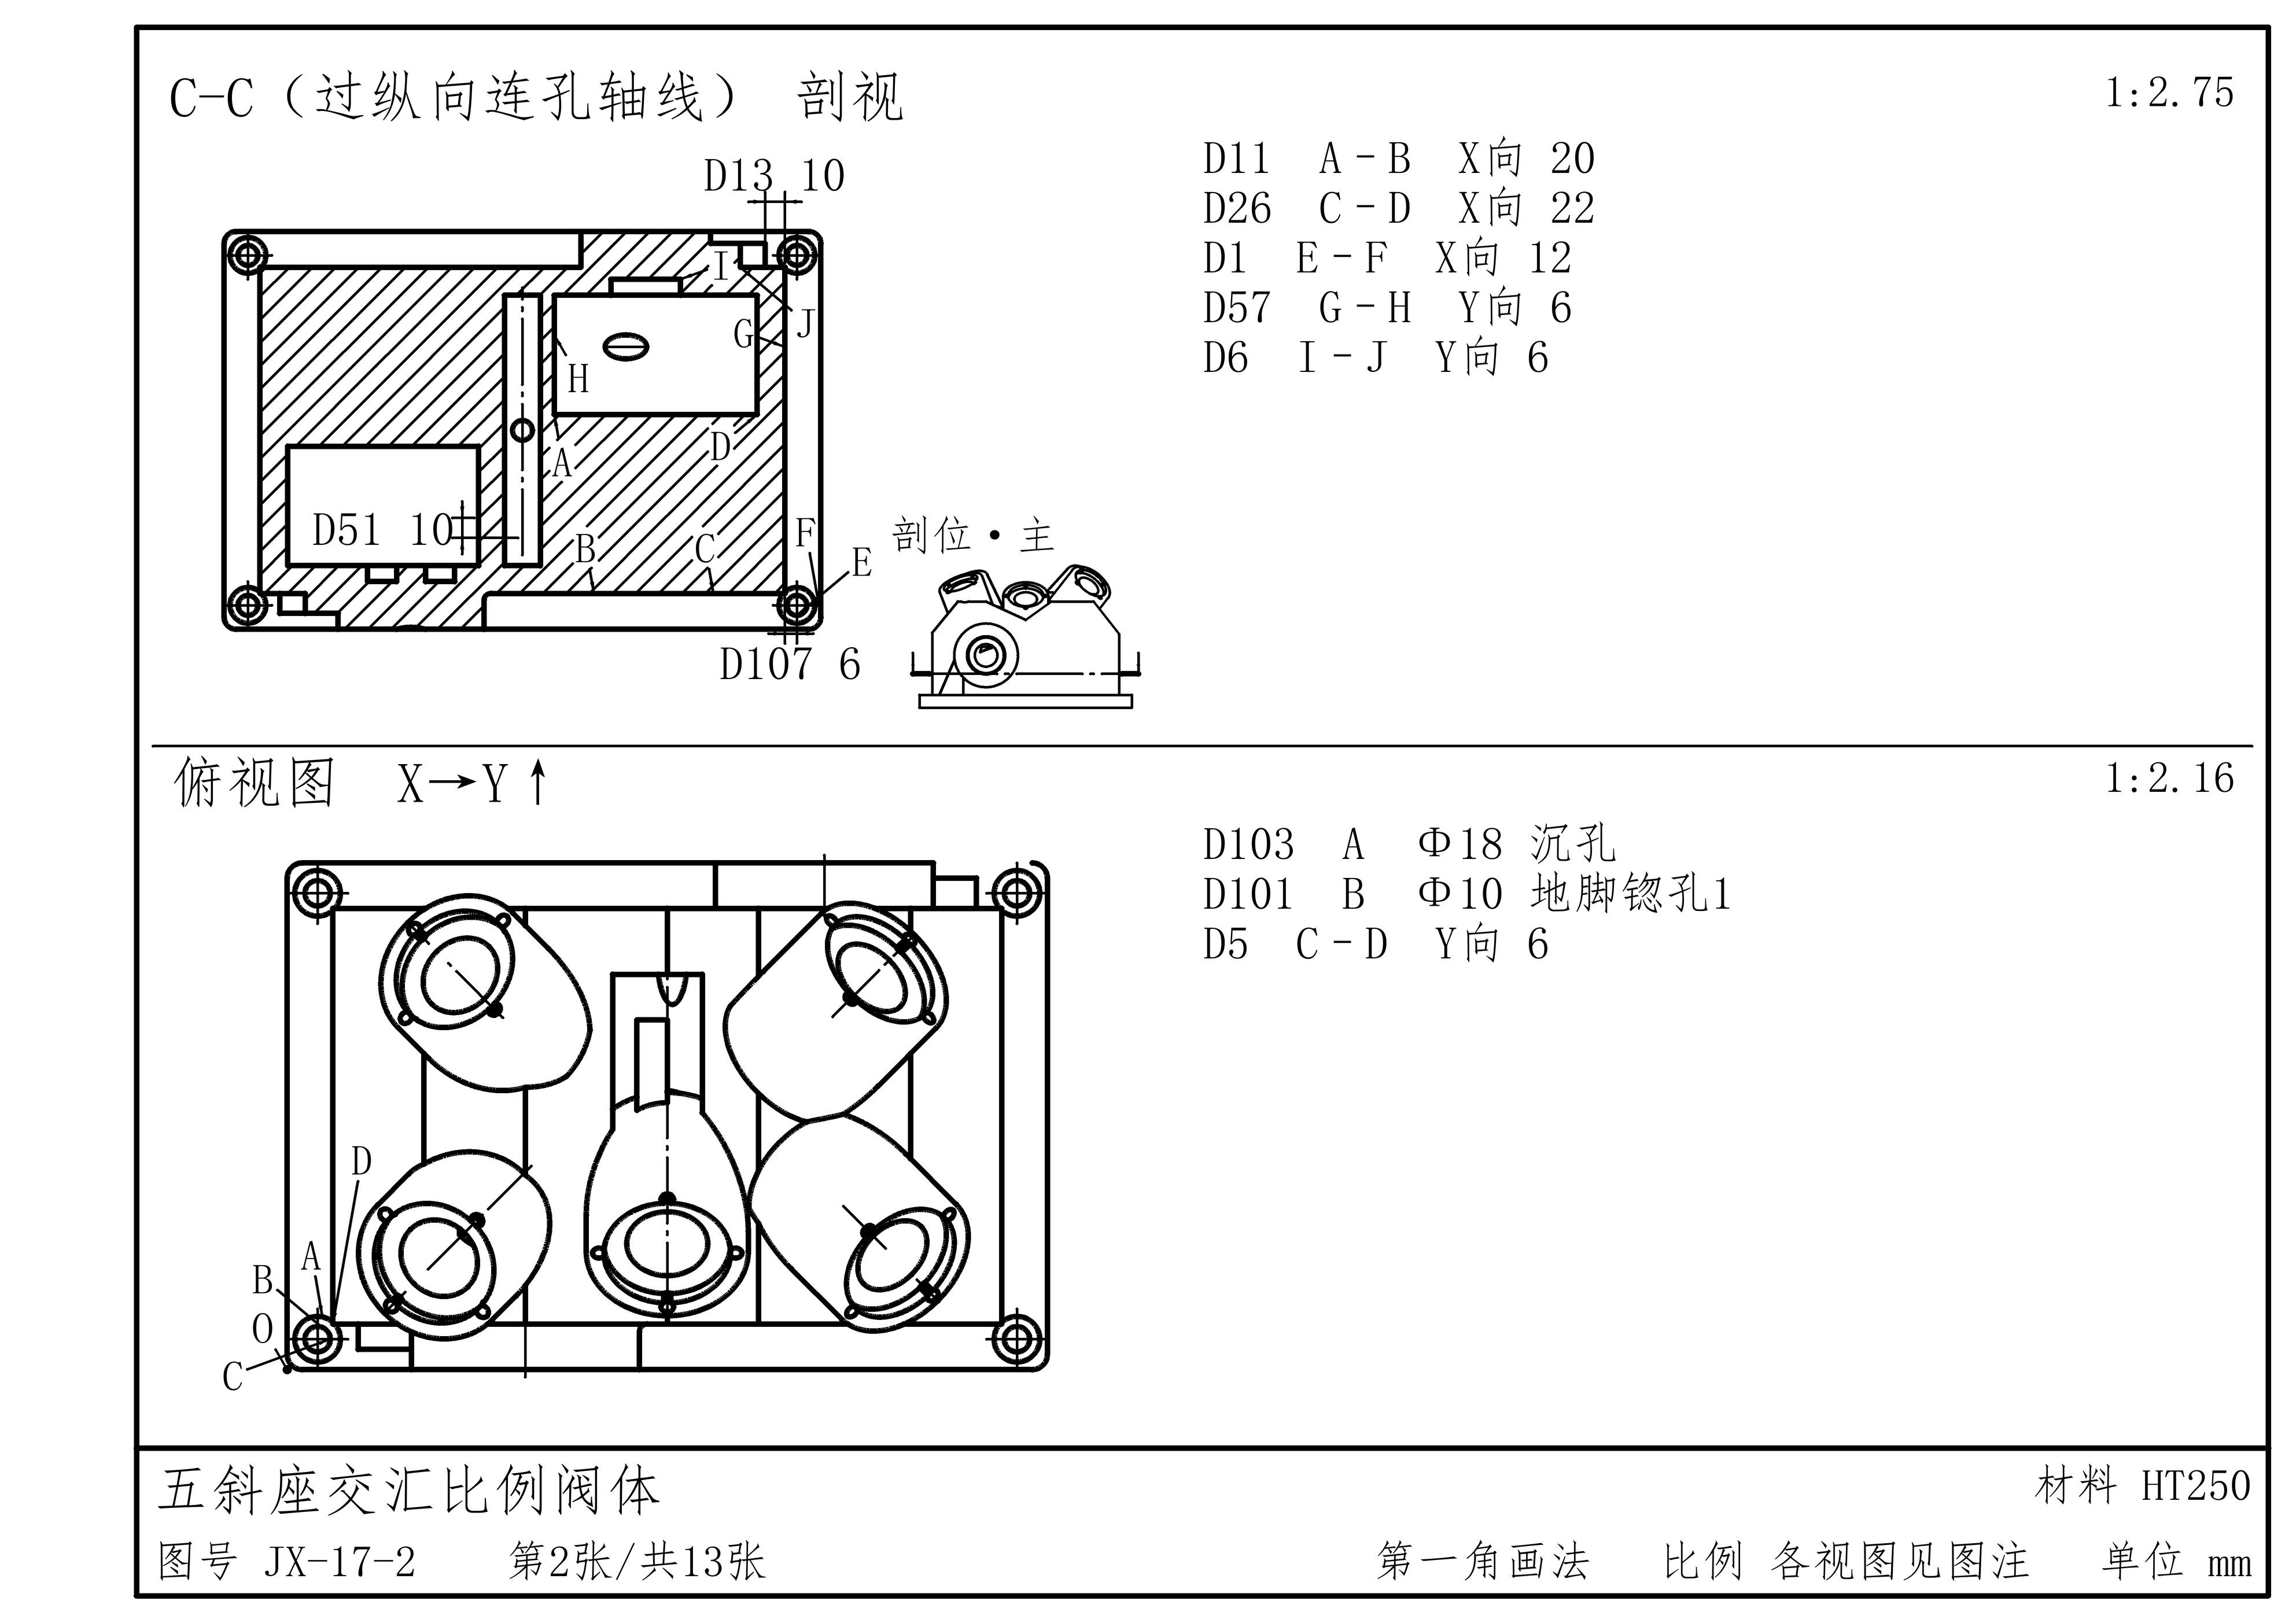 C-C（过纵向连孔轴线） 剖视
1:2.75
D11 A-B X向 20
D26 C-D X向 22
D1 E-F X向 12
D57 G-H Y向 6
D6 I-J Y向 6
D13 10
I
J
G
H
A
D
D51 10
B
C
F
E
D107 6
剖位·主
俯视图 X→Y↑
1:2.16
D103 A Φ18 沉孔
D101 B Φ10 地脚锪孔1
D5 C-D Y向 6
D
A
B
O
C
五斜座交汇比例阀体
材料 HT250
图号 JX-17-2 第2张/共13张
第一角画法 比例 各视图见图注 单位 mm